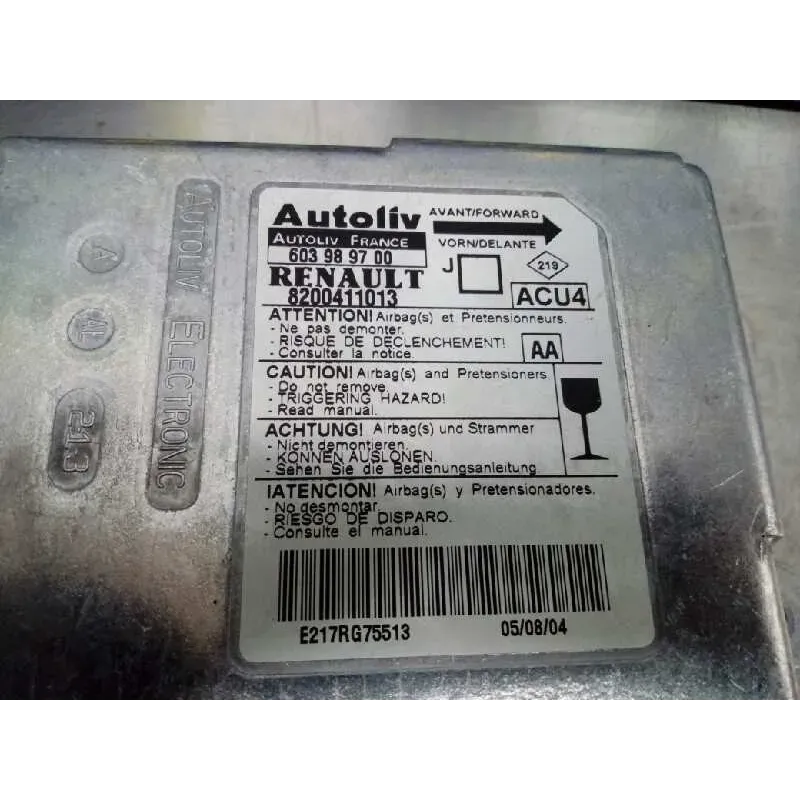 Autoliv
AUTOLIV FRANCE
603 98 97 00
RENAULT
8200411013
AVANT/FORWARD
VORN/DELANTE
J
219
ACU4
ATTENTION! Airbag(s) et Pretensionneurs.
- Ne pas demonter.
- RISQUE DE DECLENCHEMENT!
- Consulter la notice.
AA
CAUTION! Airbag(s) and Pretensioners.
- Do not remove.
- TRIGGERING HAZARD!
- Read manual.
ACHTUNG! Airbag(s) und Strammer
- Nicht demontieren.
- KONNEN AUSLONEN.
- Sehen Sie die Bedienungsanleitung
!ATENCION! Airbag(s) y Pretensionadores.
- No desmontar.
- RIESGO DE DISPARO.
- Consulte el manual.
E217RG75513
05/08/04
AUTOLIV ELECTRONIC
A
4E
213